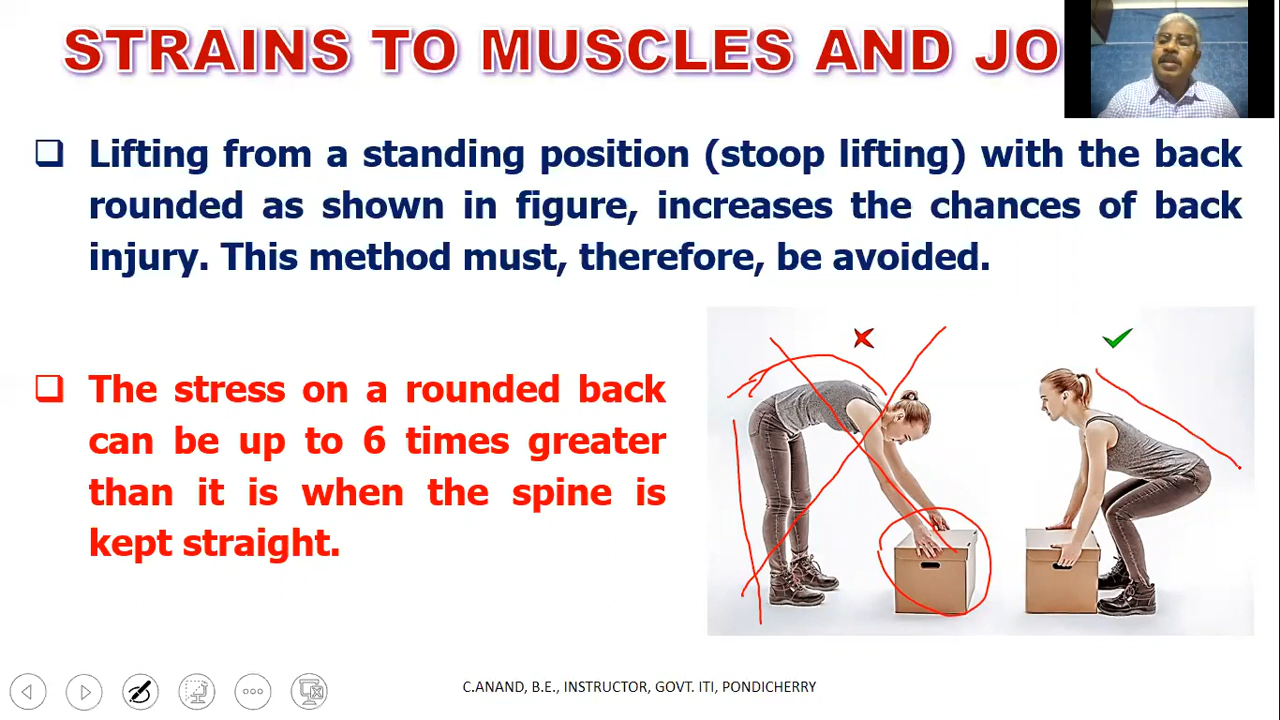 STRAINS TO MUSCLES AND JO
Lifting from a standing position (stoop lifting) with the back
rounded as shown in figure, increases the chances of back
injury. This method must, therefore, be avoided.
The stress on a rounded back
can be up to 6 times greater
than it is when the spine is
kept straight.
C.ANAND, B.E., INSTRUCTOR, GOVT. ITI, PONDICHERRY